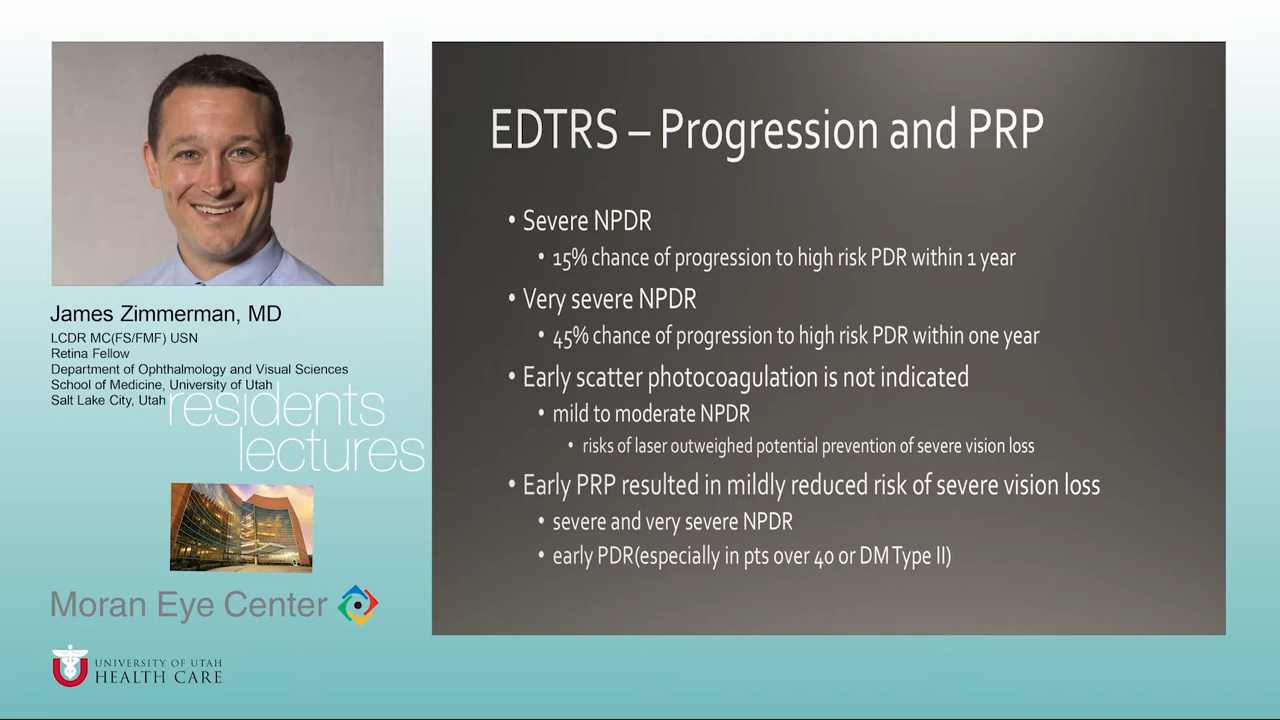 James Zimmerman, MD
LCDR MC(FS/FMF) USN
Retina Fellow
Department of Ophthalmology and Visual Sciences
School of Medicine, University of Utah
Salt Lake City, Utah
residents
lectures
Moran Eye Center
UNIVERSITY OF UTAH
HEALTH CARE
EDTRS – Progression and PRP
• Severe NPDR
• 15% chance of progression to high risk PDR within 1 year
• Very severe NPDR
• 45% chance of progression to high risk PDR within one year
• Early scatter photocoagulation is not indicated
• mild to moderate NPDR
• risks of laser outweighed potential prevention of severe vision loss
• Early PRP resulted in mildly reduced risk of severe vision loss
• severe and very severe NPDR
• early PDR(especially in pts over 40 or DM Type II)